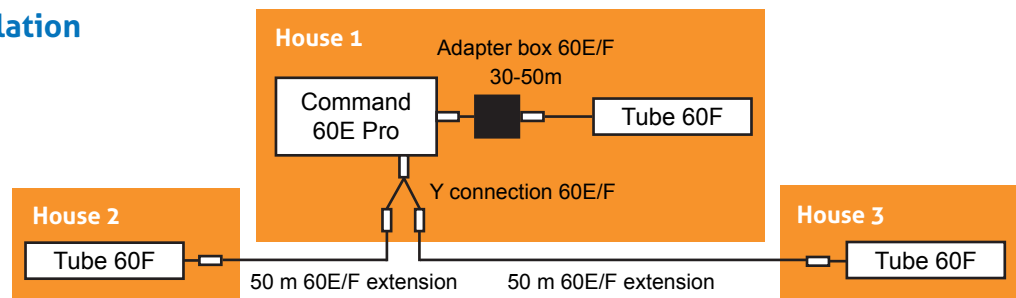 lation
House 1
Adapter box 60E/F
30-50m
Command
60E Pro
Tube 60F
Y connection 60E/F
House 2
Tube 60F
50 m 60E/F extension
50 m 60E/F extension
House 3
Tube 60F